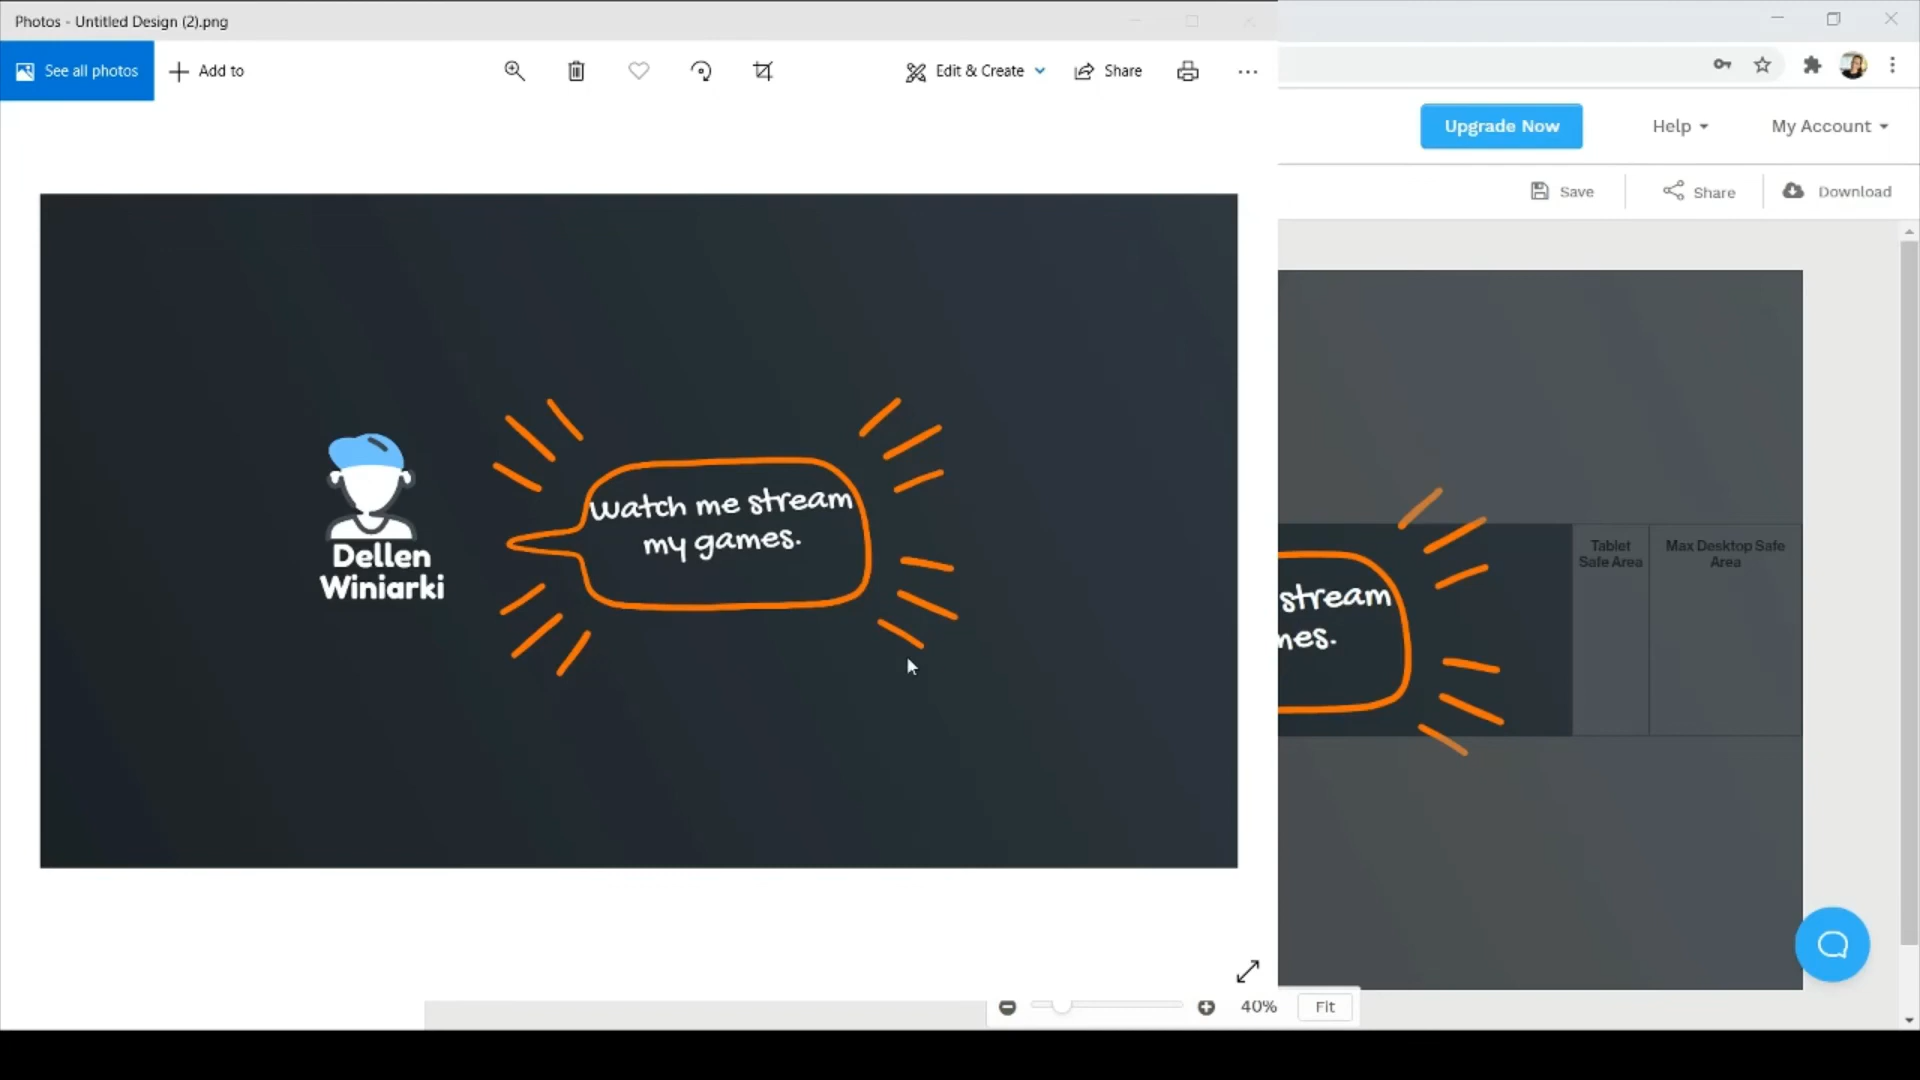 Photos - Untitled Design (2).png
See all photos
Add to
Edit & Create
Share
Upgrade Now
Help
My Account
Save
Share
Download
Watch me stream
my games.
Dellen
Winiarki
stream
mes.
Tablet
Safe Area
Max Desktop Safe
Area
40%
Fit